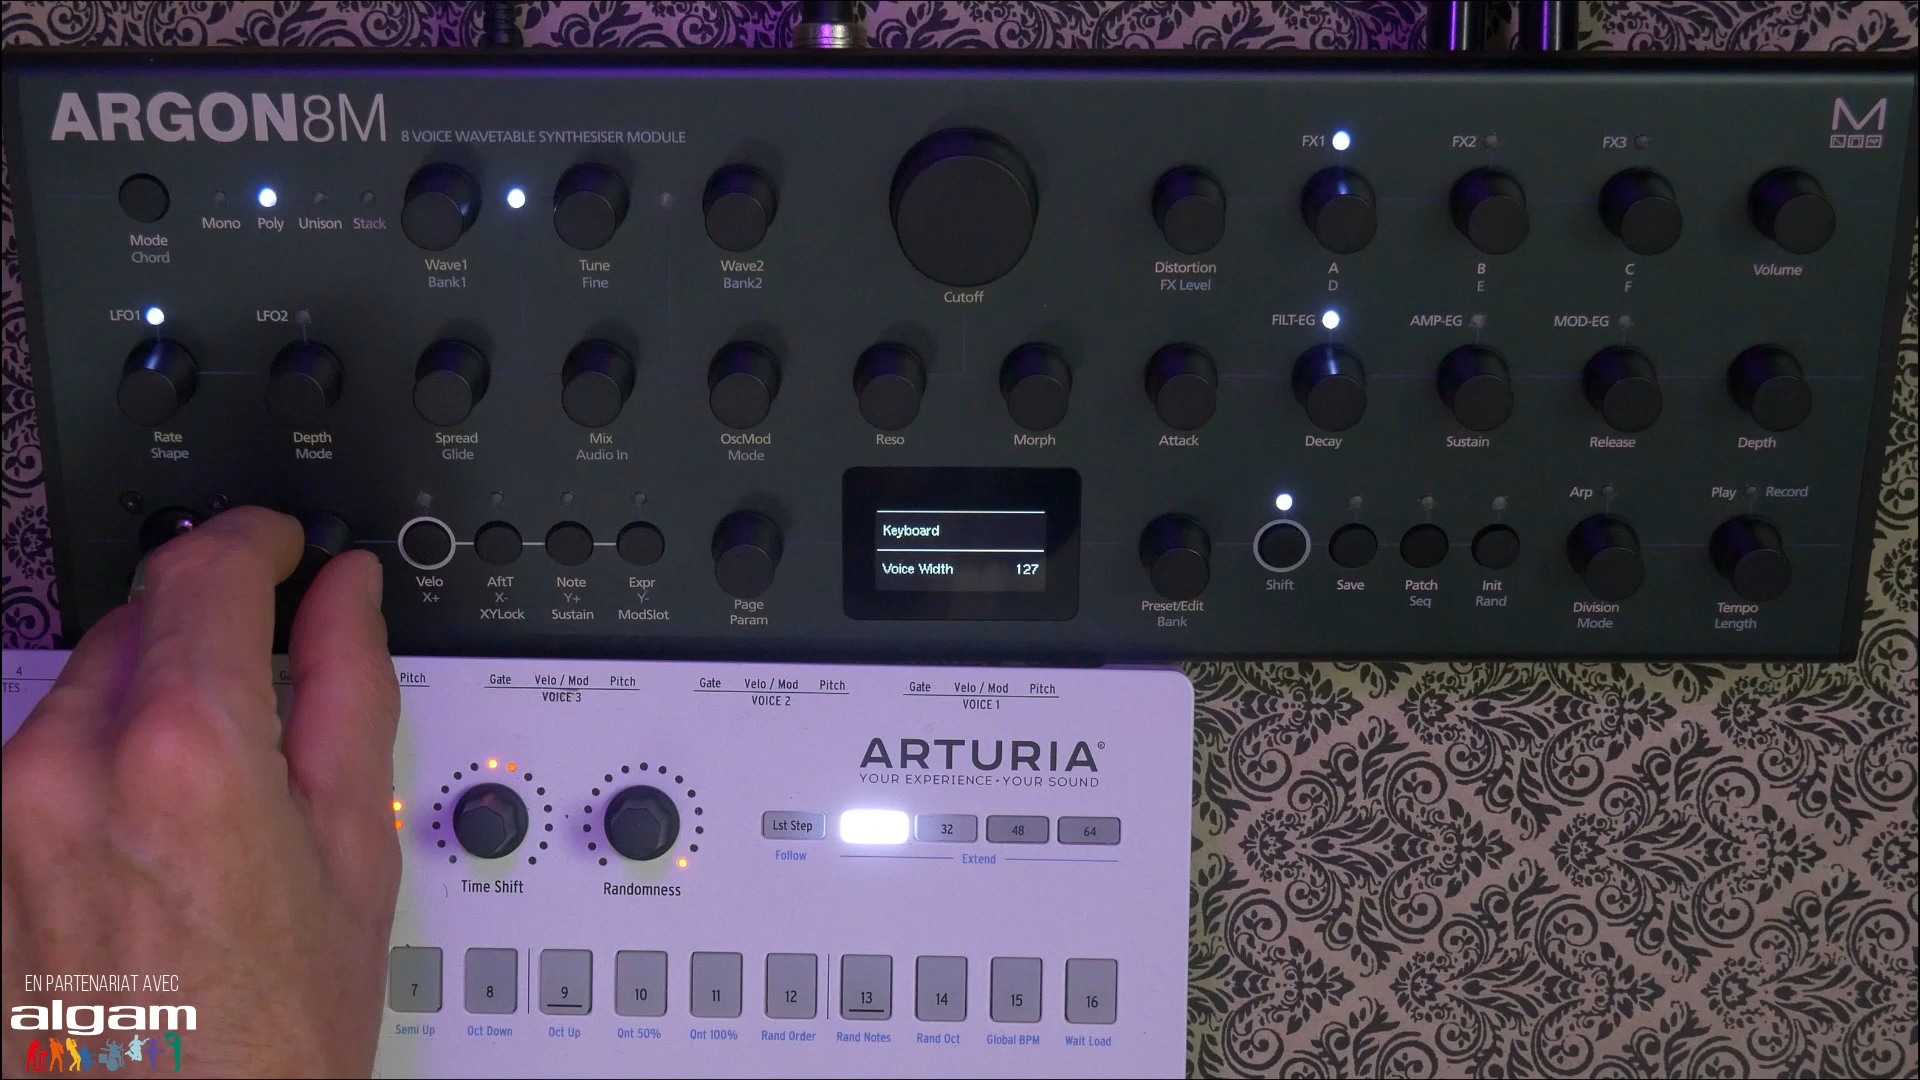 ARGON8M 8 VOICE WAVETABLE SYNTHESISER MODULE
FX1 FX2 FX3
M
Mono Poly Unison Stack
Mode
Chord
Wave1
Bank1
Tune
Fine
Wave2
Bank2
Cutoff
Distortion
FX Level
A
D
B
E
C
F
Volume
LFO1 LFO2
FILT-EG AMP-EG MOD-EG
Rate
Shape
Depth
Mode
Spread
Glide
Mix
Audio In
OscMod
Mode
Reso
Morph
Attack
Decay
Sustain
Release
Depth
Arp
Play Record
Keyboard
Voice Width 127
Velo
X+
AftT
X-
XYLock
Note
Y+
Sustain
Expr
Y-
ModSlot
Page
Param
Preset/Edit
Bank
Shift
Save
Patch
Seq
Init
Rand
Division
Mode
Tempo
Length
4
TES
Pitch
Gate Velo / Mod Pitch
VOICE 3
Gate Velo / Mod Pitch
VOICE 2
Gate Velo / Mod Pitch
VOICE 1
ARTURIA®
YOUR EXPERIENCE • YOUR SOUND
Lst Step 32 48 64
Follow
Extend
Time Shift
Randomness
7 8 9 10 11 12 13 14 15 16
Semi Up Oct Down Oct Up Qnt 50% Qnt 100% Rand Order Rand Notes Rand Oct Global BPM Wait Load
EN PARTENARIAT AVEC
algam